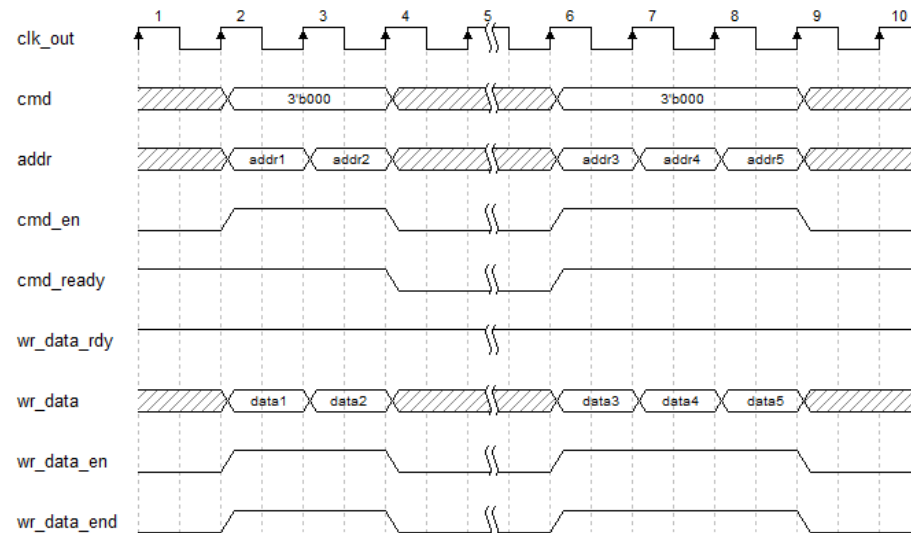 1 2 3 4 5 6 7 8 9 10
clk_out
cmd 3'b000 3'b000
addr addr1 addr2 addr3 addr4 addr5
cmd_en
cmd_ready
wr_data_rdy
wr_data data1 data2 data3 data4 data5
wr_data_en
wr_data_end